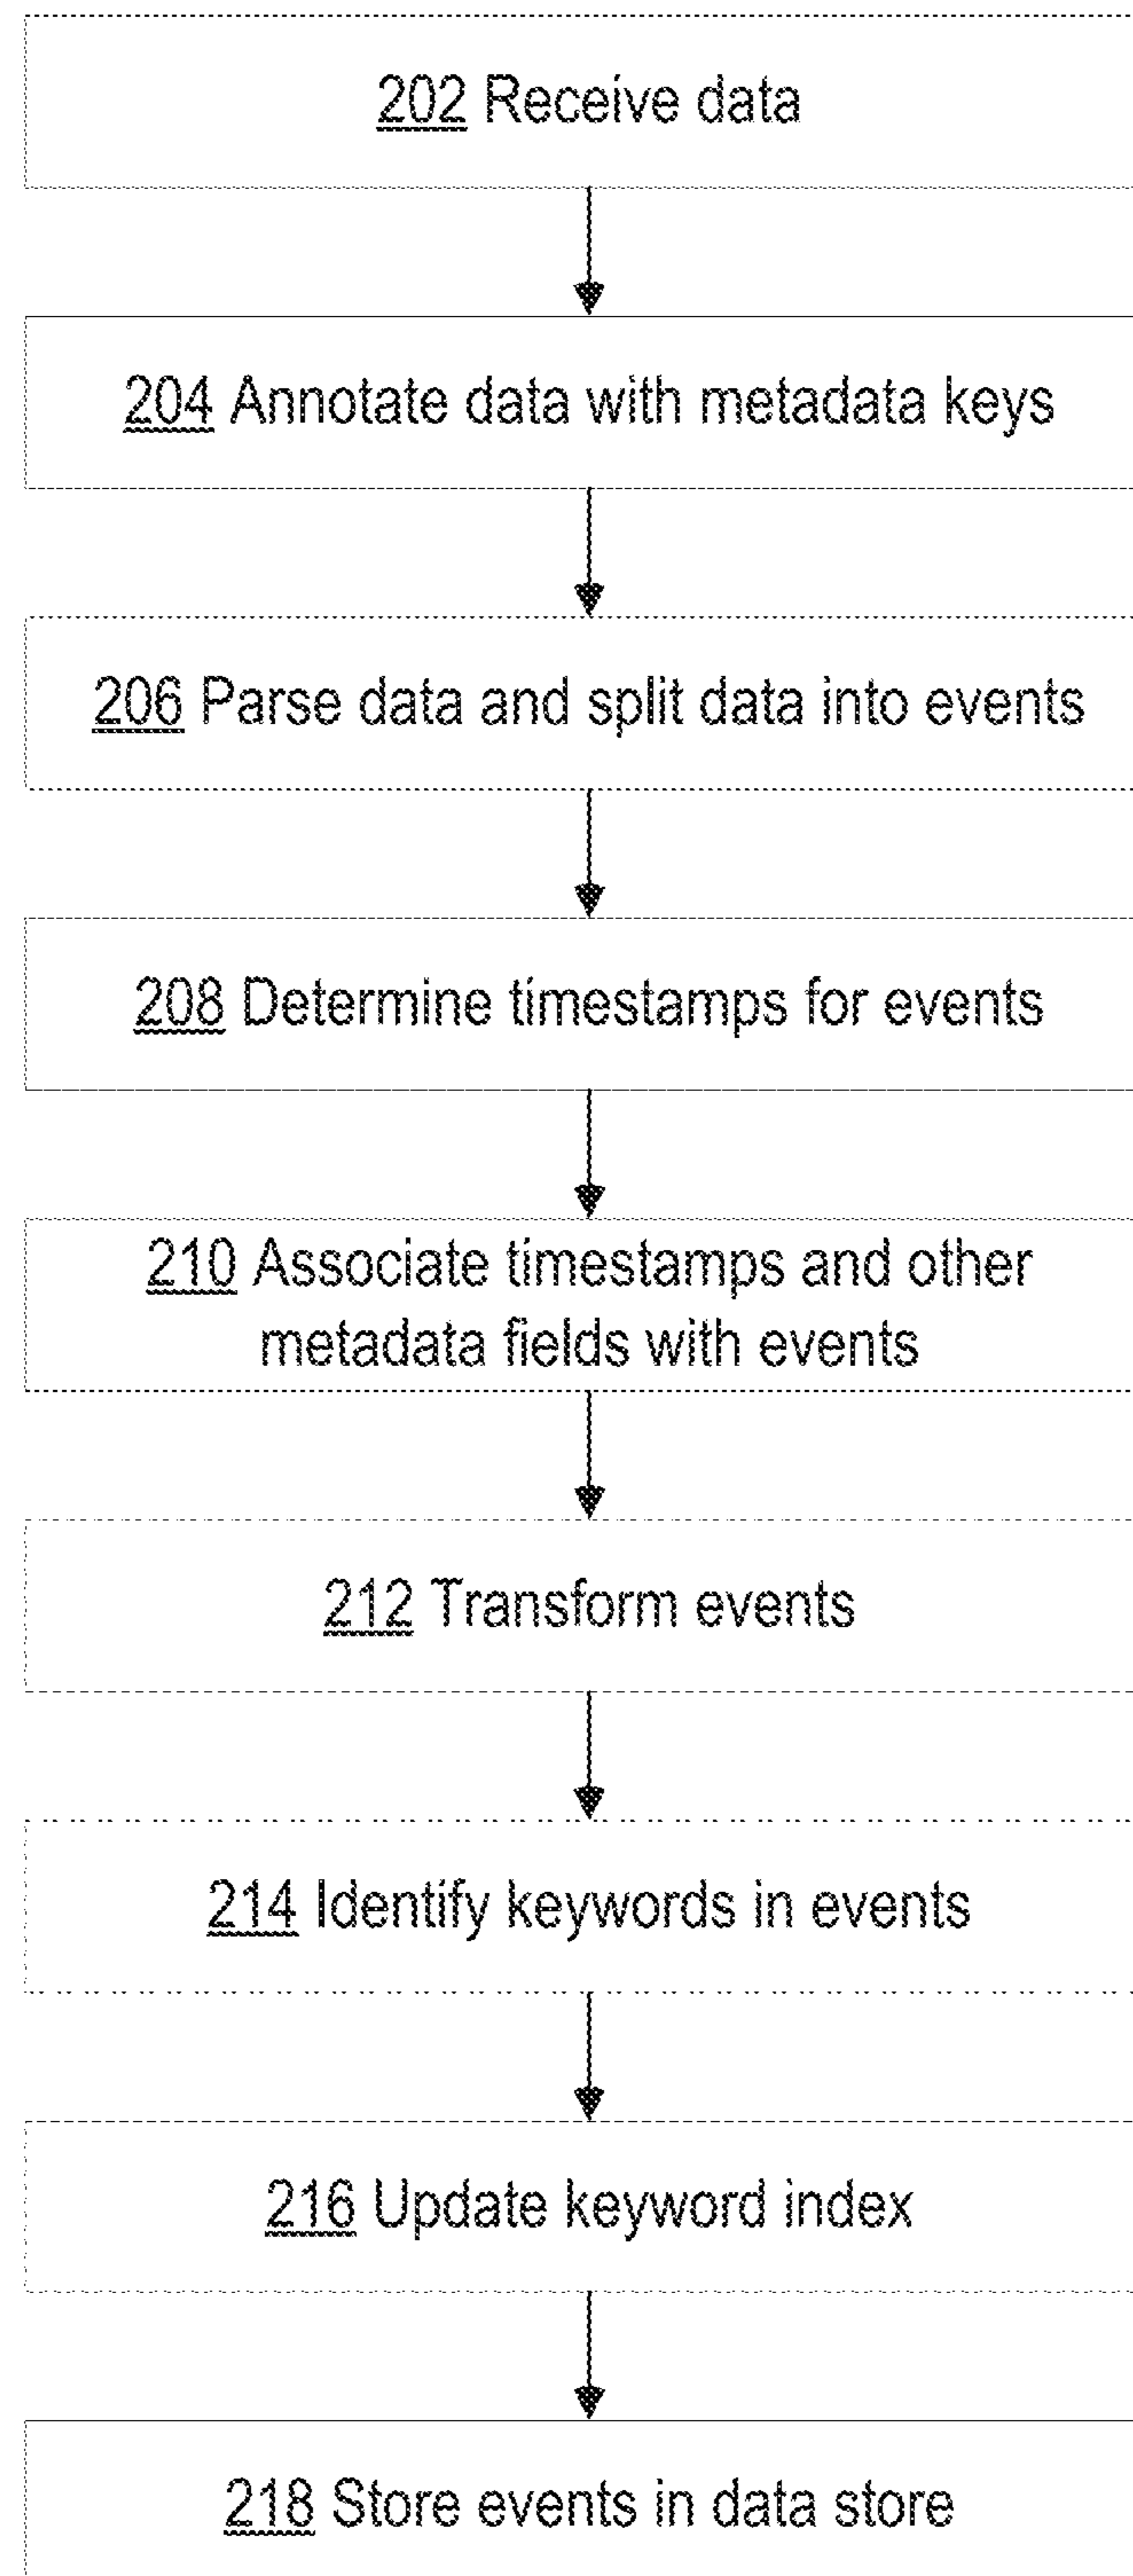 202 Receive data
204 Annotate data with metadata keys
206 Parse data and split data into events
208 Determine timestamps for events
210 Associate timestamps and other
metadata fields with events
212 Transform events
214 Identify keywords in events
216 Update keyword index
218 Store events in data store